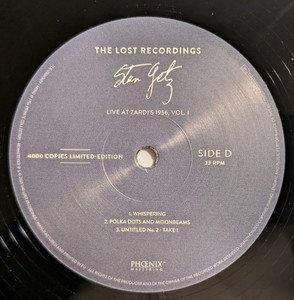 THE LOST RECORDINGS
Stan Getz
LIVE AT ZARDI'S 1956, VOL. I
4000 COPIES LIMITED-EDITION
SIDE D
33 RPM
1. WHISPERING
2. POLKA DOTS AND MOONBEAMS
3. UNTITLED No. 2 - TAKE I
PHŒNIX
MASTERING